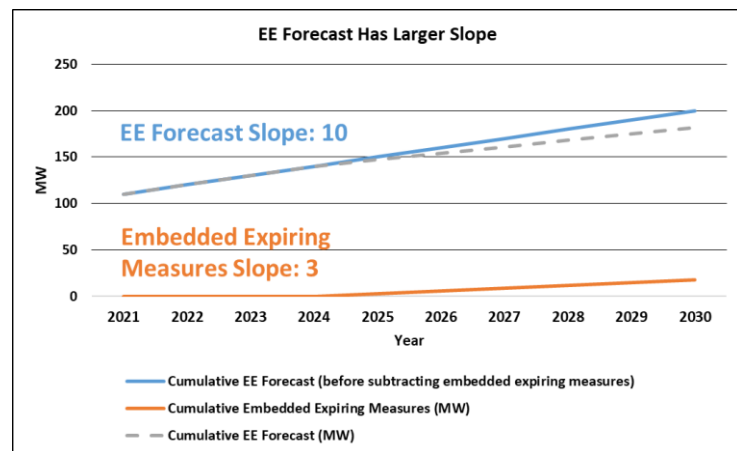 EE Forecast Has Larger Slope
250
200
150
100
50
0
MW
EE Forecast Slope: 10
Embedded Expiring
Measures Slope: 3
2021 2022 2023 2024 2025 2026 2027 2028 2029 2030
Year
Cumulative EE Forecast (before subtracting embedded expiring measures)
Cumulative Embedded Expiring Measures (MW)
Cumulative EE Forecast (MW)